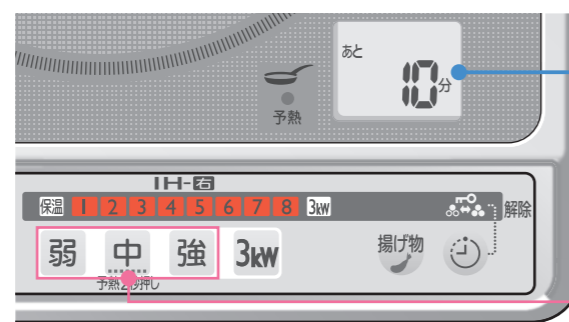 あと
10分
予熱
IH-右
保温 1 2 3 4 5 6 7 8 3kW
解除
弱 中 強 3kW 揚げ物
予熱2秒押し